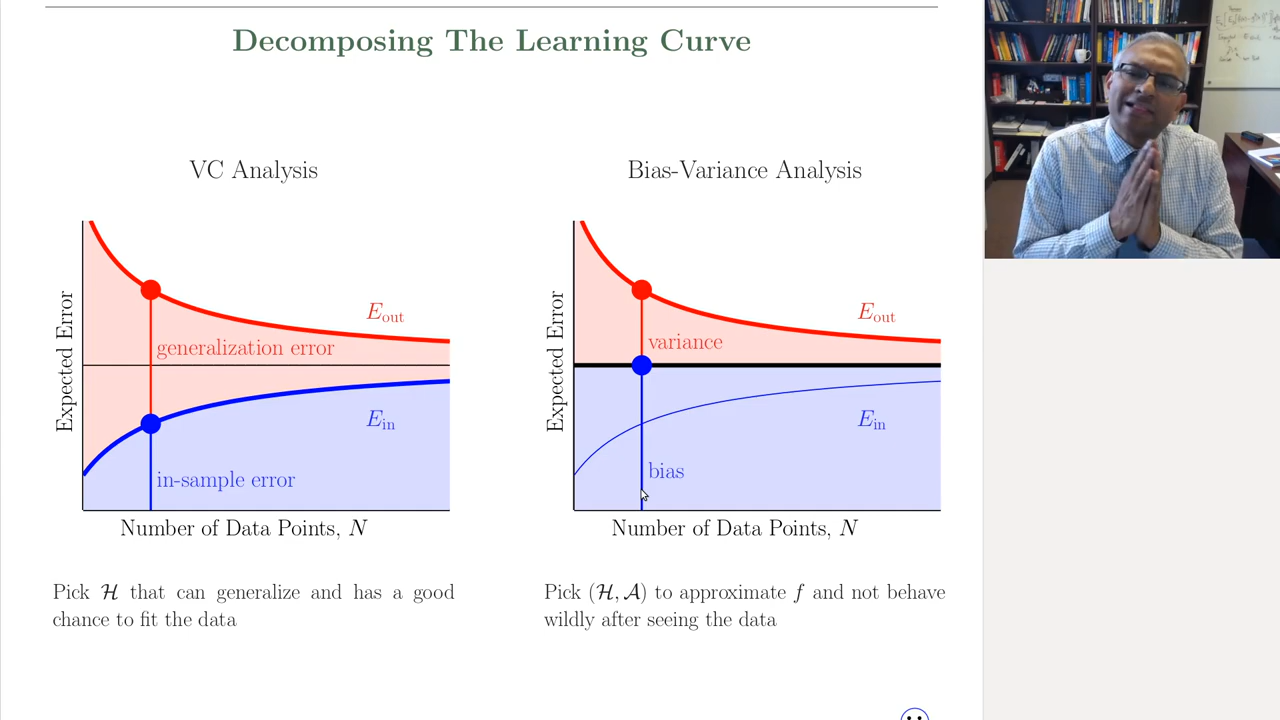 Decomposing The Learning Curve
VC Analysis
Expected Error
E_out
generalization error
E_in
in-sample error
Number of Data Points, N
Pick ℋ that can generalize and has a good
chance to fit the data
Bias-Variance Analysis
Expected Error
E_out
variance
E_in
bias
Number of Data Points, N
Pick (ℋ, 𝒜) to approximate f and not behave
wildly after seeing the data